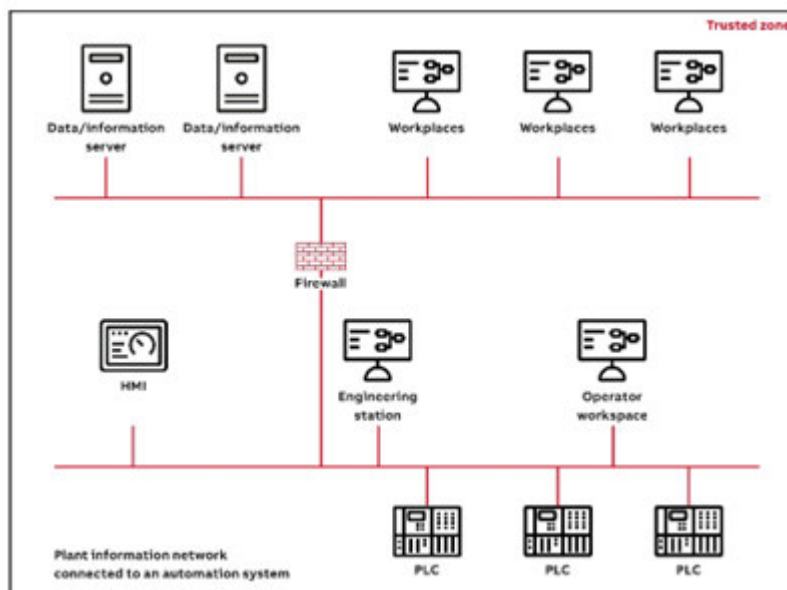 Trusted zone
Data/information
server
Data/information
server
Workplaces
Workplaces
Workplaces
Firewall
HMI
Engineering
station
Operator
workspace
PLC
PLC
PLC
Plant information network
connected to an automation system